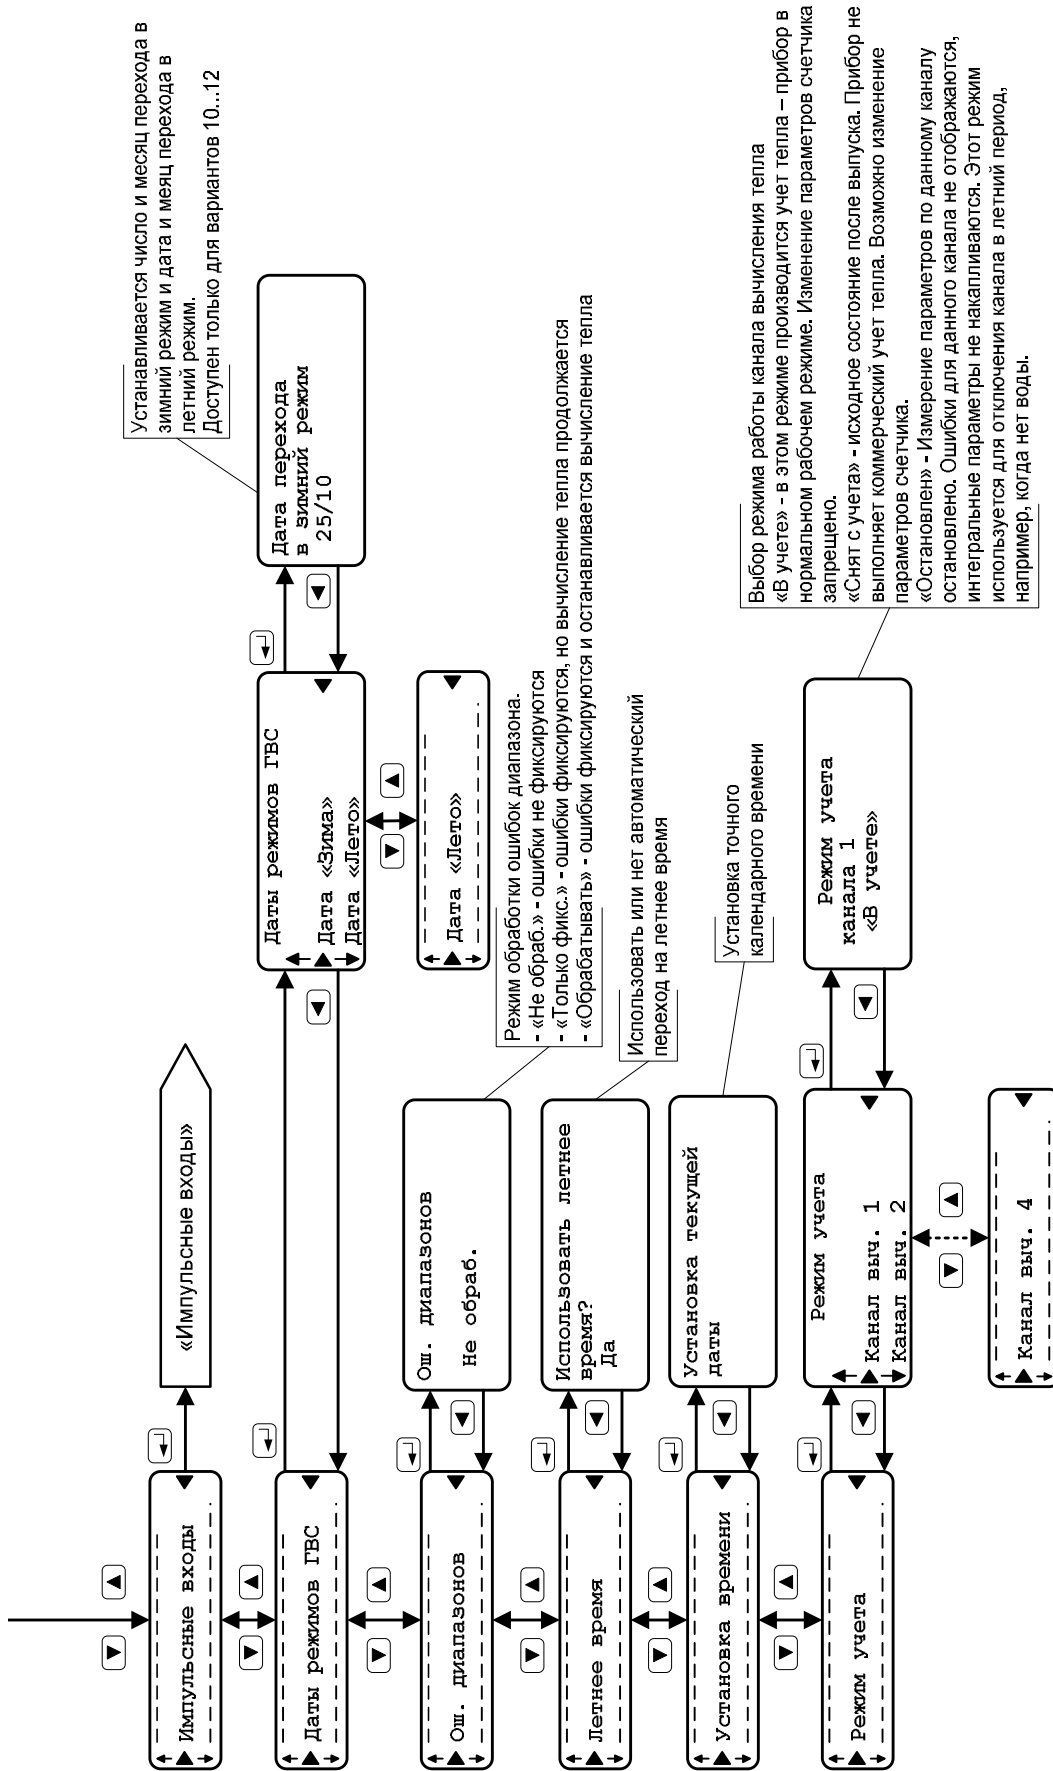 Импульсные входы
«Импульсные входы»
Даты режимов ГВС
Даты режимов ГВС
Дата «Зима»
Дата «Лето»
Дата перехода
в зимний режим
25/10
Устанавливается число и месяц перехода в
зимний режим и дата и меяц перехода в
летний режим.
Доступен только для вариантов 10...12
Дата «Лето»
Ош. диапазонов
Ош. диапазонов
Не обраб.
Режим обработки ошибок диапазона.
- «Не обраб.» - ошибки не фиксируются
- «Только фикс.» - ошибки фиксируются, но вычисление тепла продолжается
- «Обрабатывать» - ошибки фиксируются и останавливается вычисление тепла
Летнее время
Использовать летнее
время?
Да
Использовать или нет автоматический
переход на летнее время
Установка времени
Установка текущей
даты
Установка точного
календарного времени
Режим учета
Режим учета
Канал выч. 1
Канал выч. 2
Режим учета
канала 1
«В учете»
Выбор режима работы канала вычисления тепла
«В учете» - в этом режиме производится учет тепла – прибор в
нормальном рабочем режиме. Изменение параметров счетчика
запрещено.
«Снят с учета» - исходное состояние после выпуска. Прибор не
выполняет коммерческий учет тепла. Возможно изменение
параметров счетчика.
«Остановлен» - Измерение параметров по данному каналу
остановлено. Ошибки для данного канала не отображаются,
интегральные параметры не накапливаются. Этот режим
используется для отключения канала в летний период,
например, когда нет воды.
Канал выч. 4